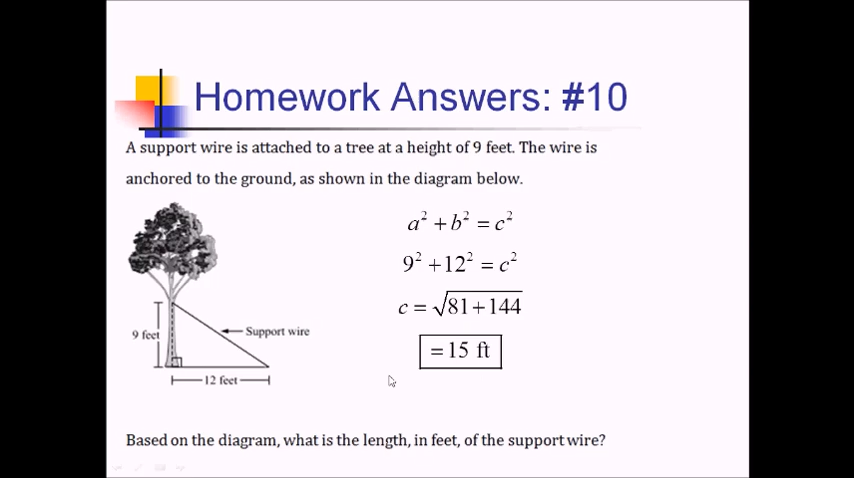 Homework Answers: #10
A support wire is attached to a tree at a height of 9 feet. The wire is
anchored to the ground, as shown in the diagram below.
a² + b² = c²
9² + 12² = c²
c = √81 + 144
= 15 ft
9 feet
Support wire
12 feet
Based on the diagram, what is the length, in feet, of the support wire?